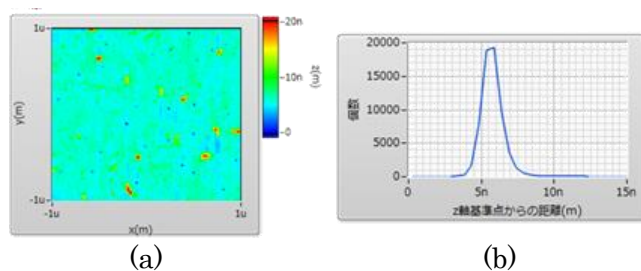 1u
y(m)
-1u
-1u
1u
x(m)
20n
10n
0
z(m)
(a)
20000
15000
10000
5000
0
個数
0
5n
10n
15n
z軸基準点からの距離(m)
(b)